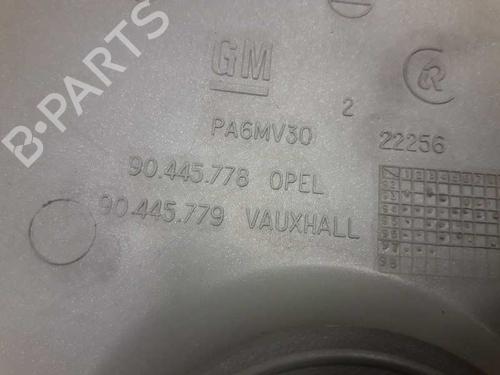 GM
R
PA6MV30
2
22256
90.445.778 OPEL
90.445.779 VAUXHALL
B-PARTS